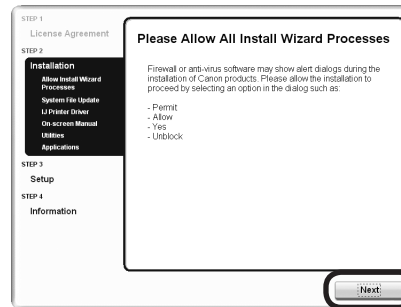 STEP 1
License Agreement
STEP 2
Installation
Allow Install Wizard
Processes
System File Update
IJ Printer Driver
On-screen Manual
Utilities
Applications
STEP 3
Setup
STEP 4
Information
Please Allow All Install Wizard Processes
Firewall or anti-virus software may show alert dialogs during the
installation of Canon products. Please allow the installation to
proceed by selecting an option in the dialog such as:
- Permit
- Allow
- Yes
- Unblock
Next